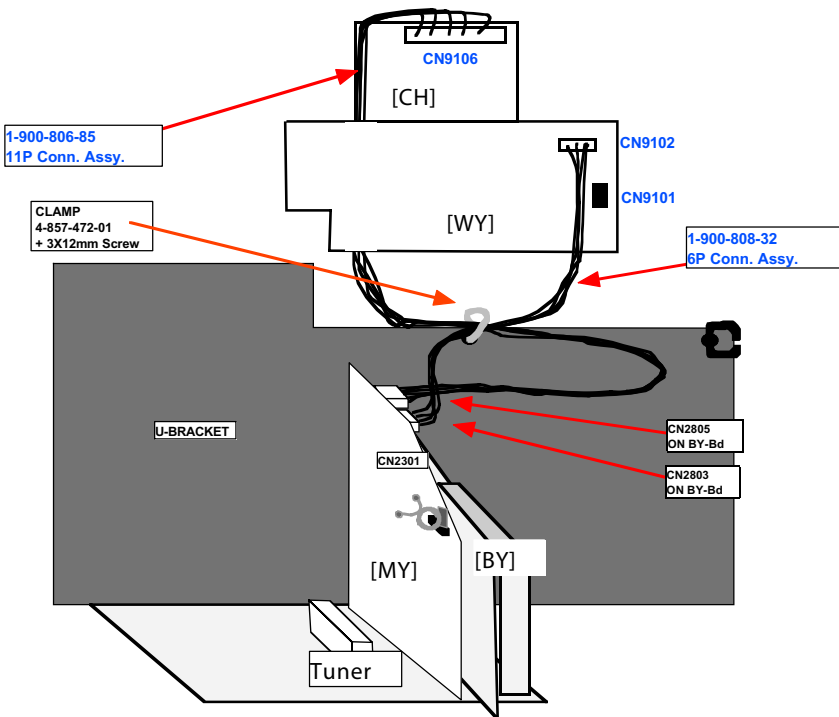 CN9106
[CH]
1-900-806-85
11P Conn. Assy.
CN9102
CN9101
CLAMP
4-857-472-01
+ 3X12mm Screw
[WY]
1-900-808-32
6P Conn. Assy.
U-BRACKET
CN2805
ON BY-Bd
CN2301
CN2803
ON BY-Bd
[BY]
[MY]
Tuner